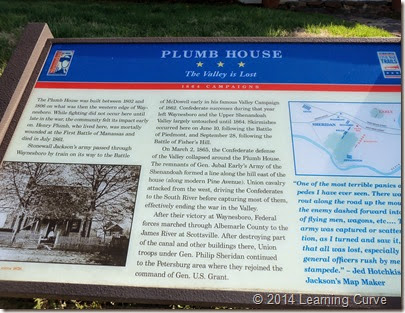 PLUMB HOUSE
The Valley is Lost
1864 CAMPAIGNS
The Plumb House was built between 1802 and
1806 on what was then the western edge of Way-
nesboro. While fighting did not occur here until
late in the war, the community felt its impact early
on. Henry Plumb, who lived here, was mortally
wounded at the First Battle of Manassas and
died in July 1861.
Stonewall Jackson's army passed through
Waynesboro by train on its way to the Battle
of McDowell early in his famous Valley Campaign
of 1862. Confederate successes during that year
left Waynesboro and the Upper Shenandoah
Valley largely untouched until 1864. Skirmishes
occurred here on June 10, following the Battle
of Piedmont, and September 28, following the
Battle of Fisher's Hill.
On March 2, 1865, the Confederate defense
of the Valley collapsed around the Plumb House.
The remnants of Gen. Jubal Early's Army of the
Shenandoah formed a line along the hill east of the
house (along modern Pine Avenue). Union cavalry
attacked from the west, driving the Confederates
to the South River before capturing most of them,
effectively ending the war in the Valley.
After their victory at Waynesboro, Federal
forces marched through Albemarle County to the
James River at Scottsville. After destroying part
of the canal and other buildings there, Union
troops under Gen. Philip Sheridan continued
to the Petersburg area where they rejoined the
command of Gen. U.S. Grant.
TRAILS
SHERIDAN
"One of the most terrible panics a
pedes I have ever seen. There wa
rout along the road up the mou
the enemy dashed forward int
of flying men, wagons, etc....
army was captured or scatter
tion, as I turned and saw it,
that all was lost, especially
general officers rush by me
stampede." – Jed Hotchkis
Jackson's Map Maker
© 2014 Learning Curve